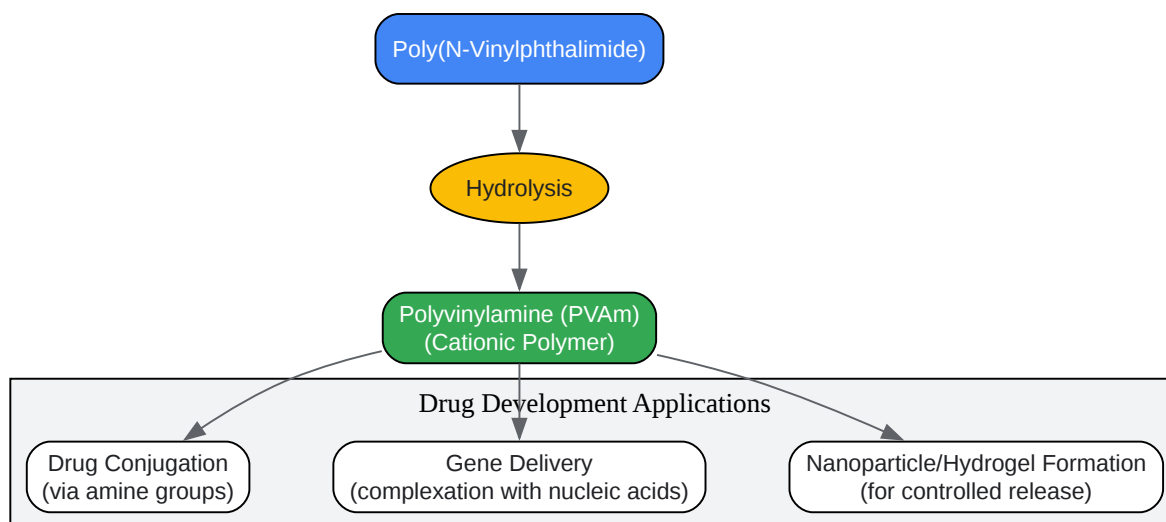 Poly(N-Vinylphthalimide)
Hydrolysis
Polyvinylamine (PVAm)
(Cationic Polymer)
Drug Development Applications
Drug Conjugation
(via amine groups)
Gene Delivery
(complexation with nucleic acids)
Nanoparticle/Hydrogel Formation
(for controlled release)